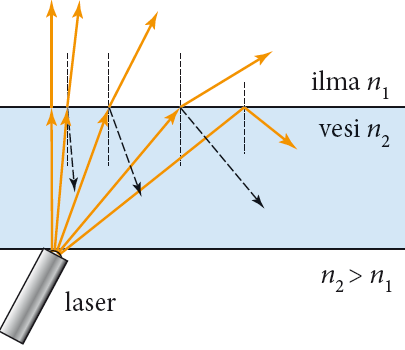 ilma n₁
vesi n₂
n₂ > n₁
laser